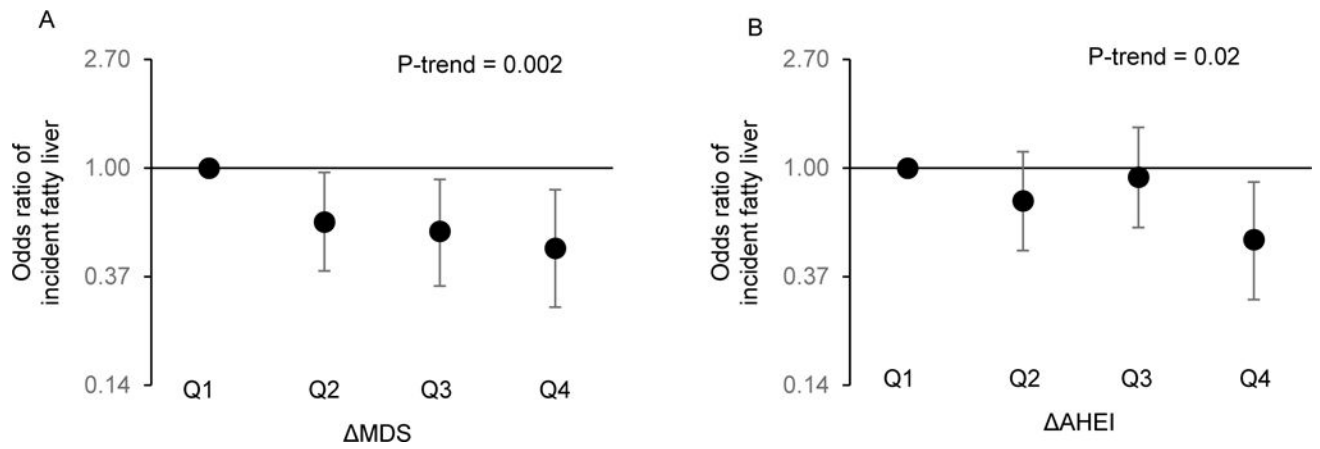 A
2.70
P-trend = 0.002
1.00
0.37
0.14
Odds ratio of
incident fatty liver
Q1
Q2
Q3
Q4
ΔMDS
B
2.70
P-trend = 0.02
1.00
0.37
0.14
Odds ratio of
incident fatty liver
Q1
Q2
Q3
Q4
ΔAHEI